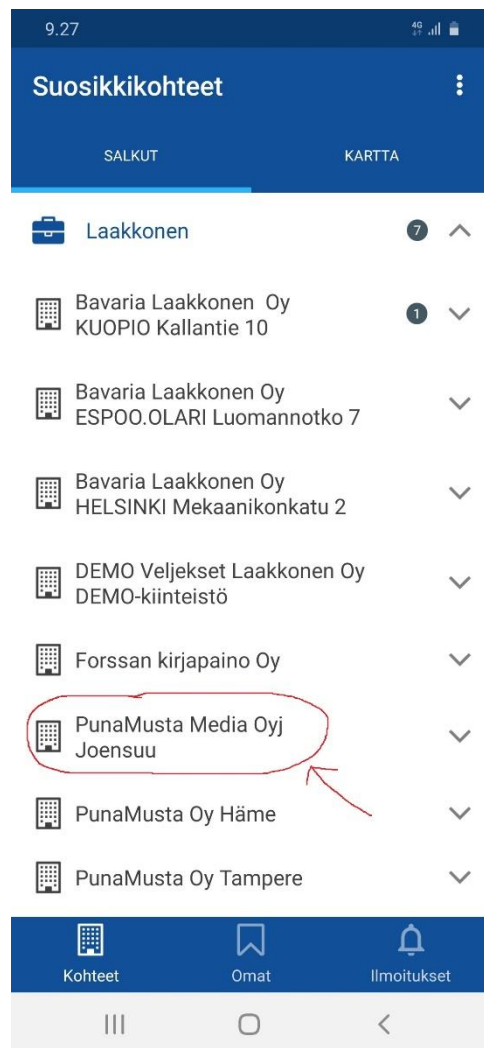 9.27
4G
Suosikkikohteet
SALKUT
KARTTA
Laakkonen
7
Bavaria Laakkonen Oy
KUOPIO Kallantie 10
1
Bavaria Laakkonen Oy
ESPOO.OLARI Luomannotko 7
Bavaria Laakkonen Oy
HELSINKI Mekaanikonkatu 2
DEMO Veljekset Laakkonen Oy
DEMO-kiinteistö
Forssan kirjapaino Oy
PunaMusta Media Oyj
Joensuu
PunaMusta Oy Häme
PunaMusta Oy Tampere
Kohteet
Omat
Ilmoitukset